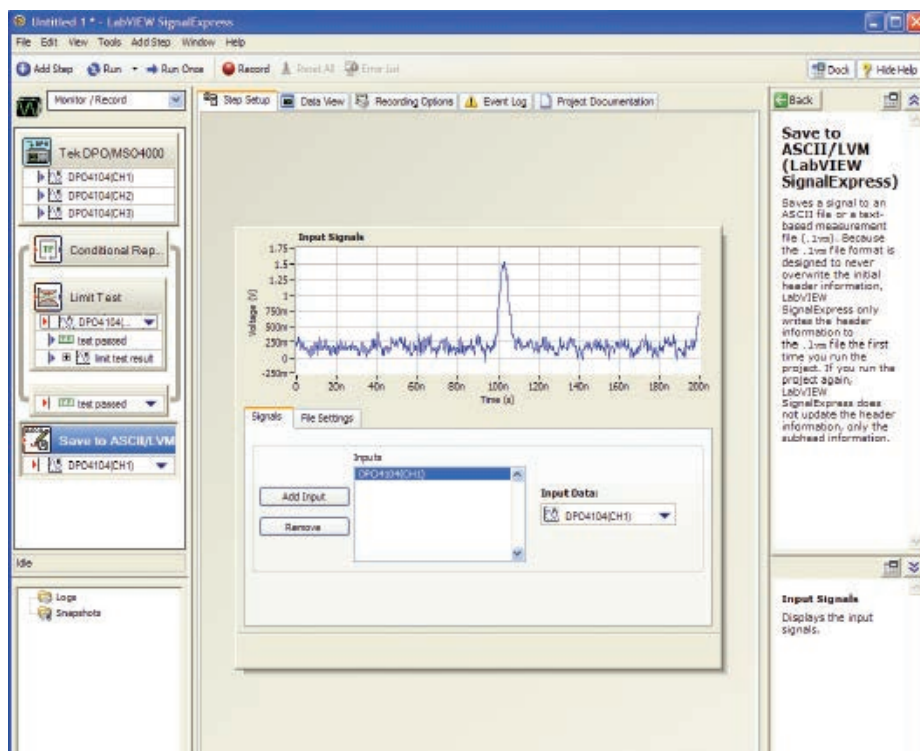 Untitled 1 * - LabVIEW SignalExpress
File Edit View Tools Add Step Window Help
Add Step Run Run Once Record Reset All Error List Dock Hide Help
Monitor / Record
Step Setup Data View Recording Options Event Log Project Documentation
Back
Tek DPO/MSO4000
DPO4104(CH1)
DPO4104(CH2)
DPO4104(CH3)
Conditional Rep...
Limit Test
DPO4104(...
test passed
limit test result
test passed
Save to ASCII/LVM
DPO4104(CH1)
Idle
Logs
Snapshots
Input Signals
Voltage (V)
1.75
1.5
1.25
1
750m
500m
250m
0
-250m
0 20n 40n 60n 80n 100n 120n 140n 160n 180n 200n
Time (s)
Signals File Settings
Inputs
DPO4104(CH1)
Add Input
Remove
Input Data:
DPO4104(CH1)
Save to
ASCII/LVM
(LabVIEW
SignalExpress)
Saves a signal to an
ASCII file or a text-
based measurement
file (.lvm). Because
the .lvm file format is
designed to never
overwrite the initial
header information,
LabVIEW
SignalExpress only
writes the header
information to
the .lvm file the first
time you run the
project. If you run the
project again,
LabVIEW
SignalExpress does
not update the header
information, only the
subhead information.
Input Signals
Displays the input
signals.